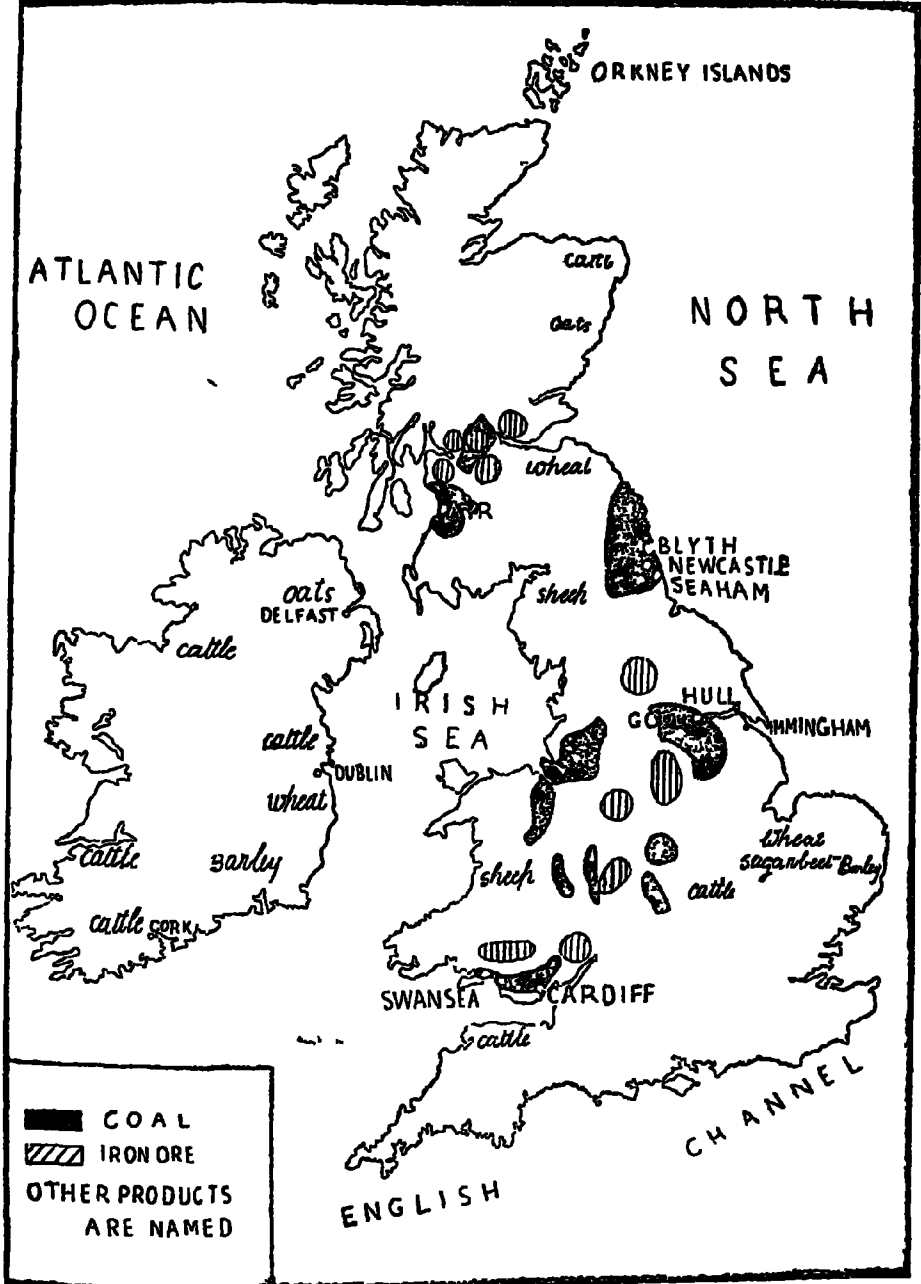 ORKNEY ISLANDS
ATLANTIC
OCEAN
NORTH
SEA
Oats
wheat
AYR
BLYTH
NEWCASTLE
SEAHAM
sheep
oats
DELFAST
cattle
IRISH
SEA
HULL
IMMINGHAM
cattle
DUBLIN
wheat
cattle
Barley
sheep
cattle
Wheat
sagarbeet-Barley
cattle
CORK
SWANSEA
CARDIFF
cattle
ENGLISH
CHANNEL
COAL
IRON ORE
OTHER PRODUCTS
ARE NAMED